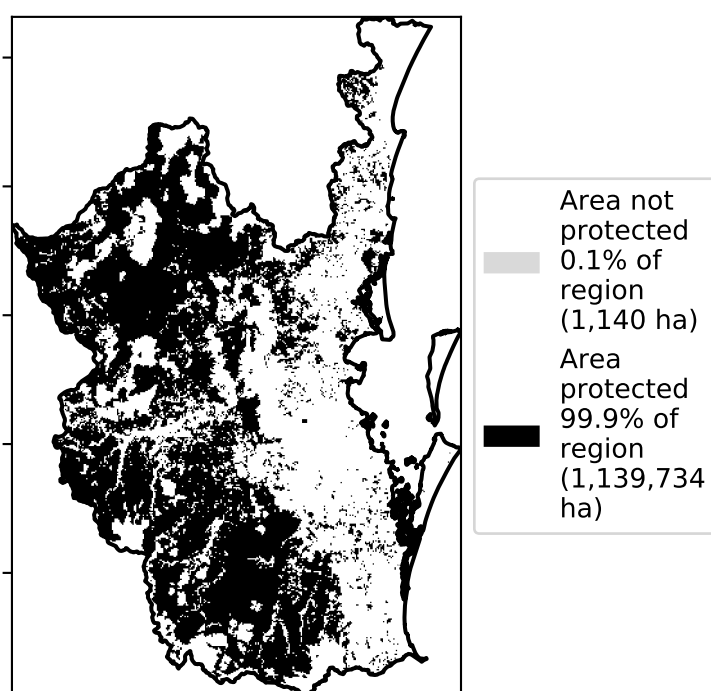 Area not
protected
0.1% of
region
(1,140 ha)
Area
protected
99.9% of
region
(1,139,734
ha)